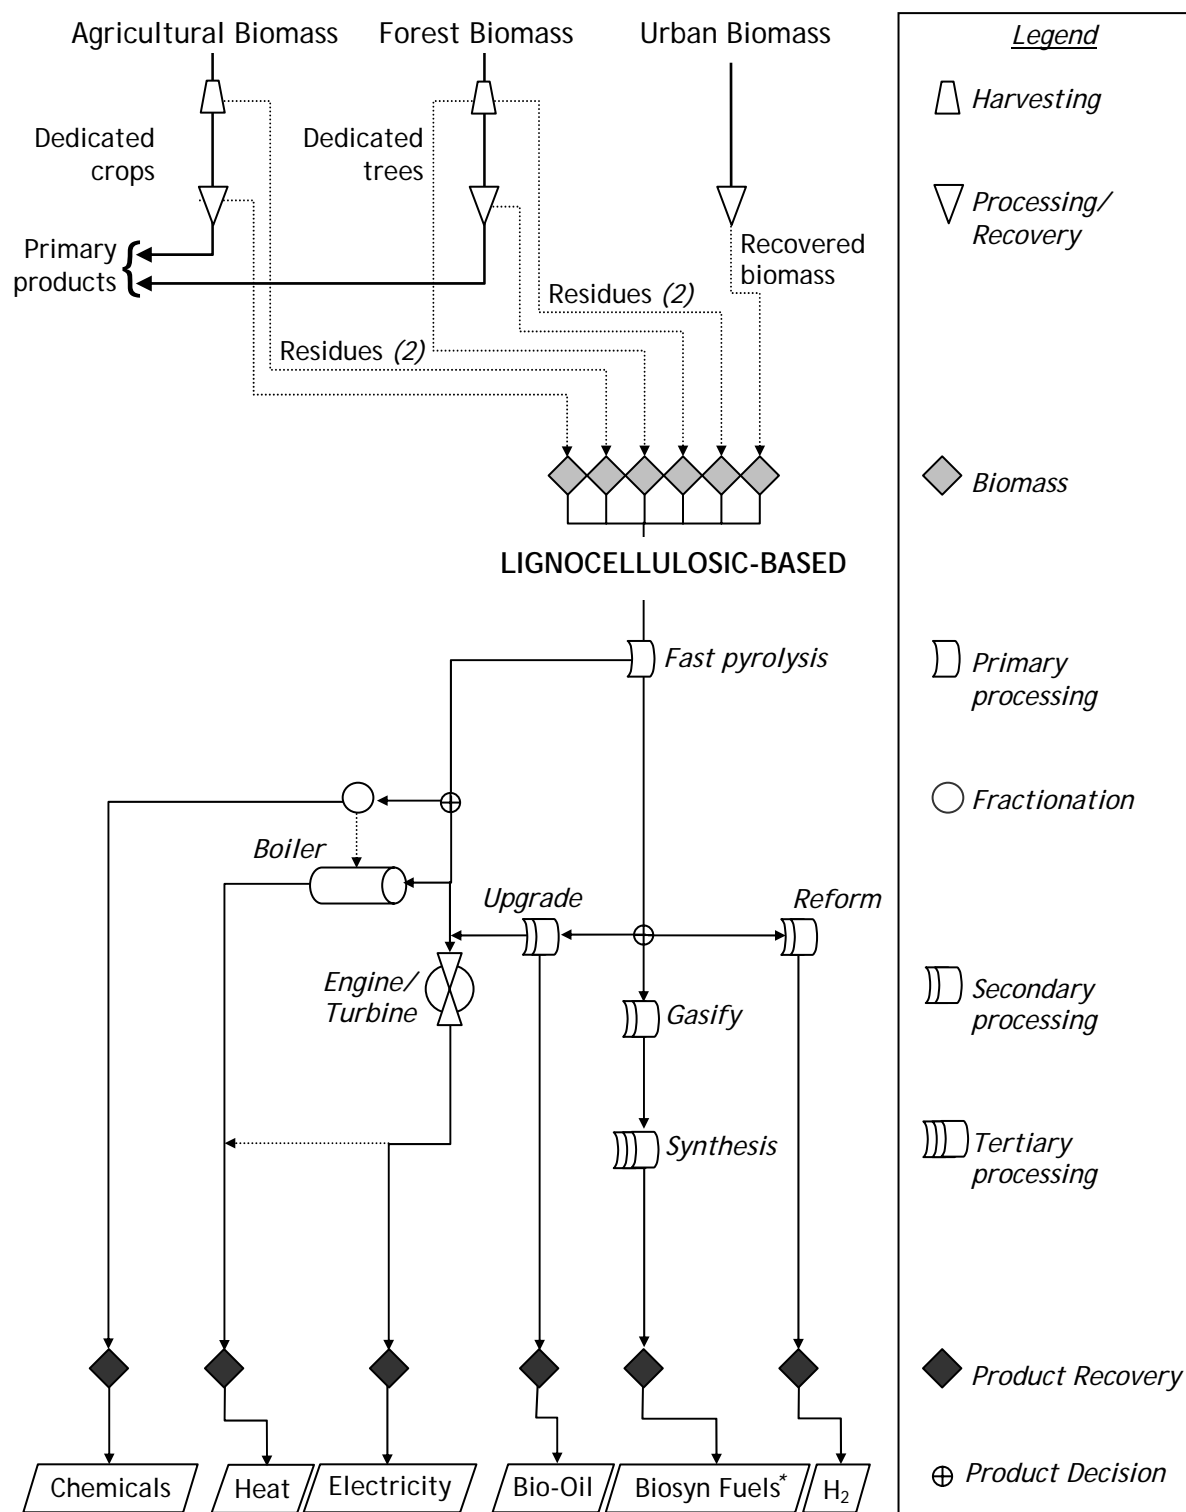 Agricultural Biomass
Forest Biomass
Urban Biomass
Dedicated
crops
Dedicated
trees
Primary
products
Recovered
biomass
Residues (2)
Residues (2)
LIGNOCELLULOSIC-BASED
Fast pyrolysis
Boiler
Upgrade
Reform
Engine/
Turbine
Gasify
Synthesis
Chemicals
Heat
Electricity
Bio-Oil
Biosyn Fuels*
H2
Legend
Harvesting
Processing/
Recovery
Biomass
Primary
processing
Fractionation
Secondary
processing
Tertiary
processing
Product Recovery
Product Decision